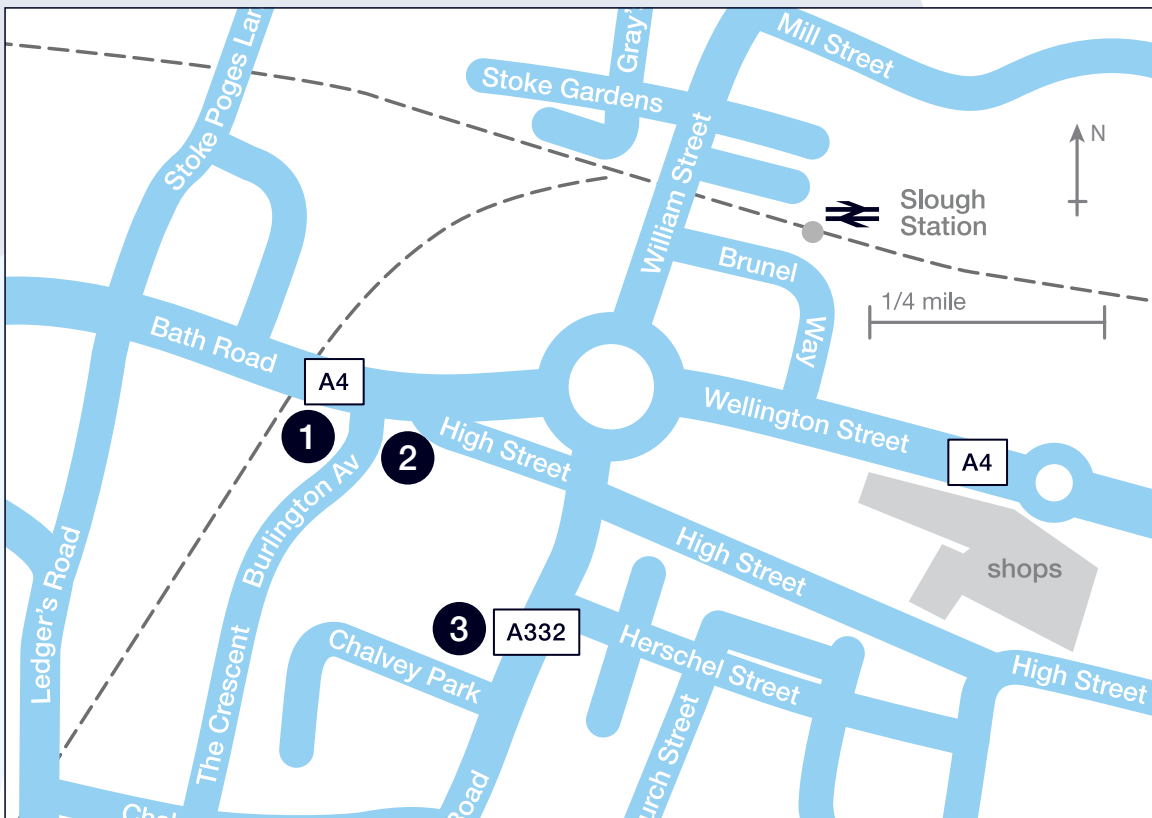 Stoke Poges Lan
Gray's
Mill Street
Stoke Gardens
William Street
N
Slough
Station
Brunel
Way
1/4 mile
Bath Road
A4
Wellington Street
A4
1
2
High Street
Burlington Av
High Street
shops
Ledger's Road
3
A332
Chalvey Park
Herschel Street
High Street
The Crescent
urch Street
Road
Chal